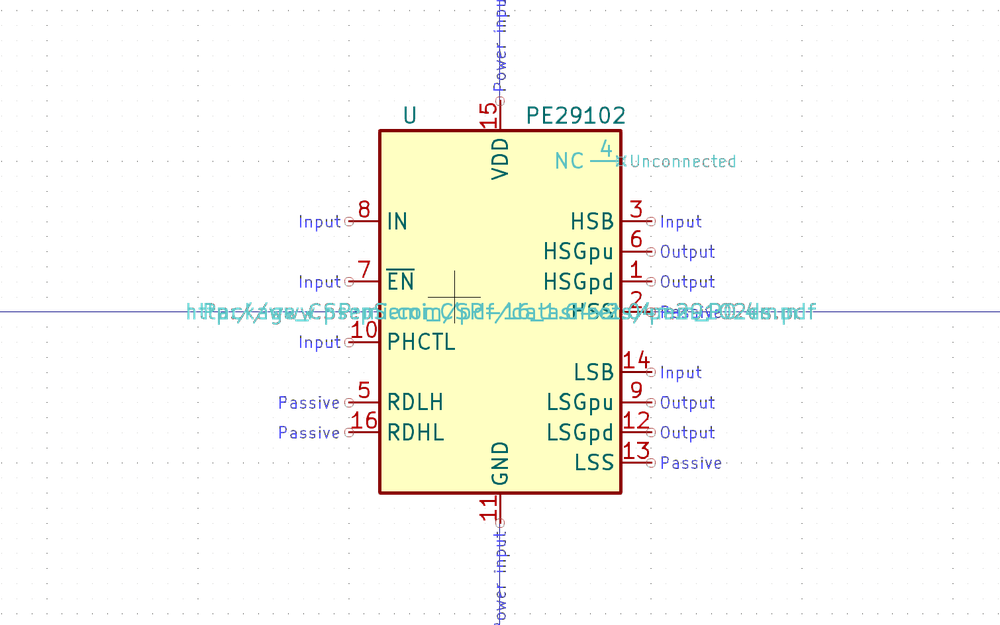 Power input
15
U PE29102
VDD
NC 4 Unconnected
Input 8 IN HSB 3 Input
HSGpu 6 Output
Input 7 EN HSGpd 1 Output
HSS 2 Passive
Input 10 PHCTL
LSB 14 Input
Passive 5 RDLH LSGpu 9 Output
Passive 16 RDHL LSGpd 12 Output
LSS 13 Passive
GND
11
Power input